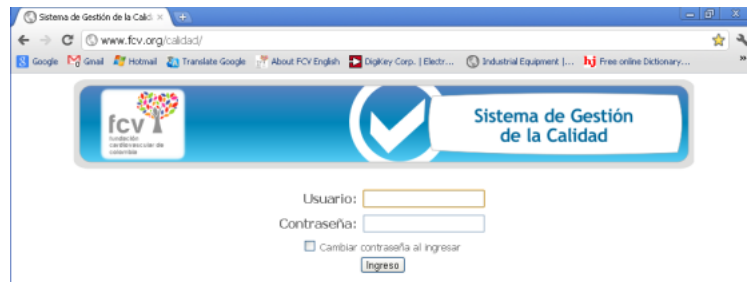 Sistema de Gestión de la Calid
www.fcv.org/calidad/
Google Gmail Hotmail Translate Google About FCV English DigiKey Corp. | Electr... Industrial Equipment |... hj Free online Dictionary... »
fcv
fundación
cardiovascular de
colombia
Sistema de Gestión
de la Calidad
Usuario:
Contraseña:
Cambiar contraseña al ingresar
Ingreso